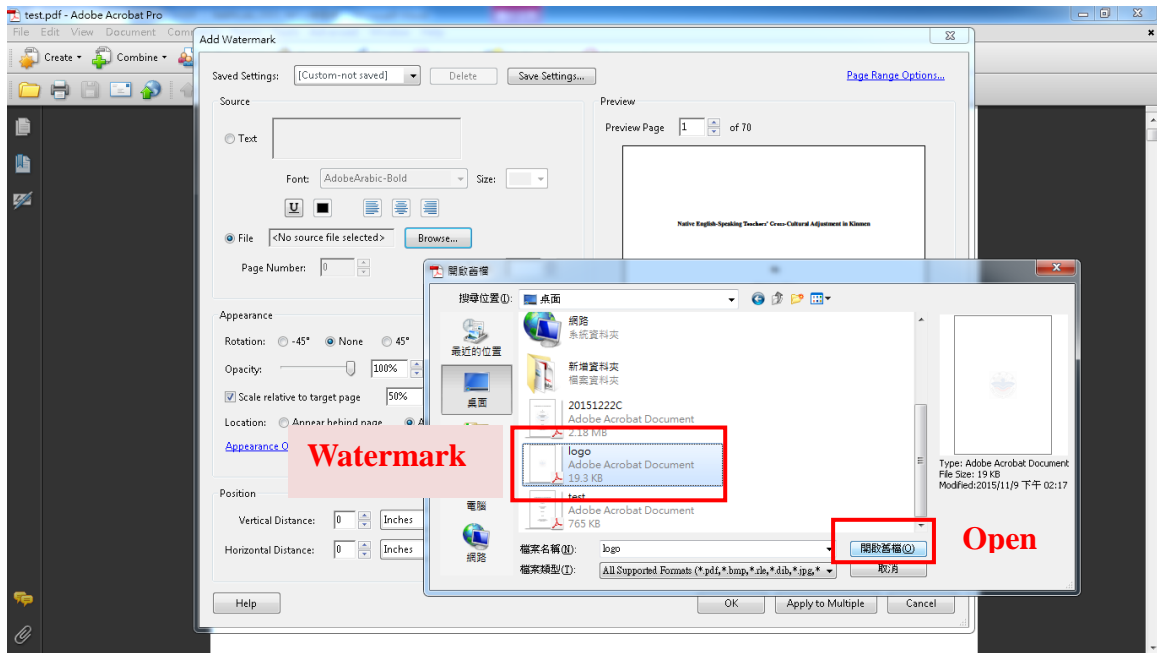 test.pdf - Adobe Acrobat Pro
File Edit View Document Com
Create Combine
Add Watermark
Saved Settings: [Custom-not saved] Delete Save Settings... Page Range Options...
Source
Text
Font: AdobeArabic-Bold Size:
File <No source file selected> Browse...
Page Number: 0
Preview
Preview Page 1 of 70
Native English-Speaking Teachers' Cross-Cultural Adjustment in Kinmen
Appearance
Rotation: -45° None 45°
Opacity: 100%
Scale relative to target page 50%
Location: Appear behind page A
Appearance O
Watermark
Position
Vertical Distance: 0 Inches
Horizontal Distance: 0 Inches
Help OK Apply to Multiple Cancel
開啟舊檔
搜尋位置(I): 桌面
最近的位置
桌面
電腦
網路
網路
系統資料夾
新增資料夾
檔案資料夾
20151222C
Adobe Acrobat Document
2.18 MB
logo
Adobe Acrobat Document
19.3 KB
test
Adobe Acrobat Document
765 KB
Type: Adobe Acrobat Document
File Size: 19 KB
Modified:2015/11/9 下午 02:17
檔案名稱(N): logo 開啟舊檔(O)
Open
檔案類型(T): All Supported Formats (*.pdf,*.bmp,*.rle,*.dib,*.jpg,* 取消